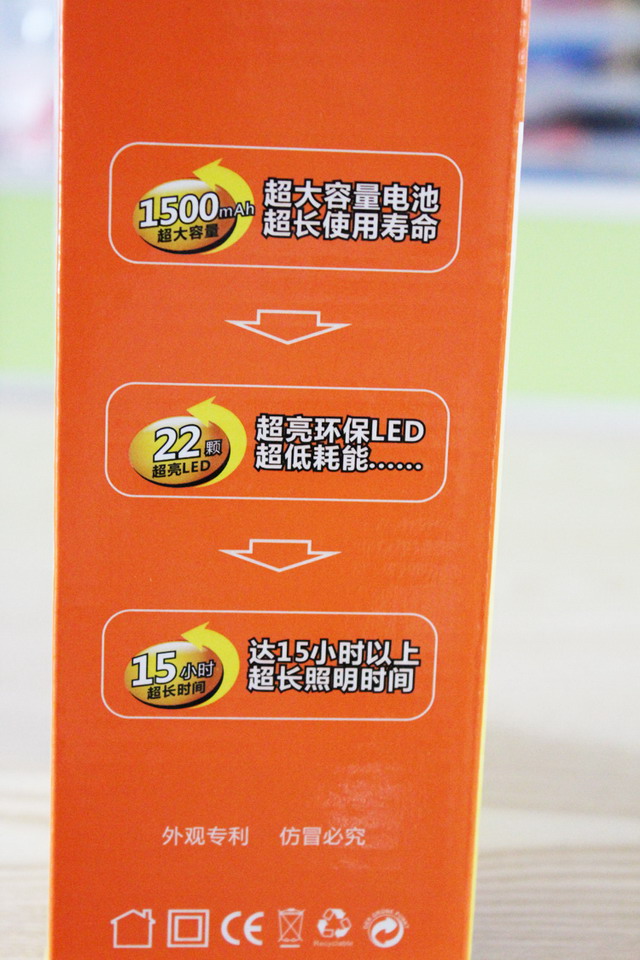 1500mAh
超大容量
超大容量电池
超长使用寿命
22颗
超亮LED
超亮环保LED
超低耗能......
15小时
超长时间
达15小时以上
超长照明时间
外观专利 仿冒必究
CE
Recyclable